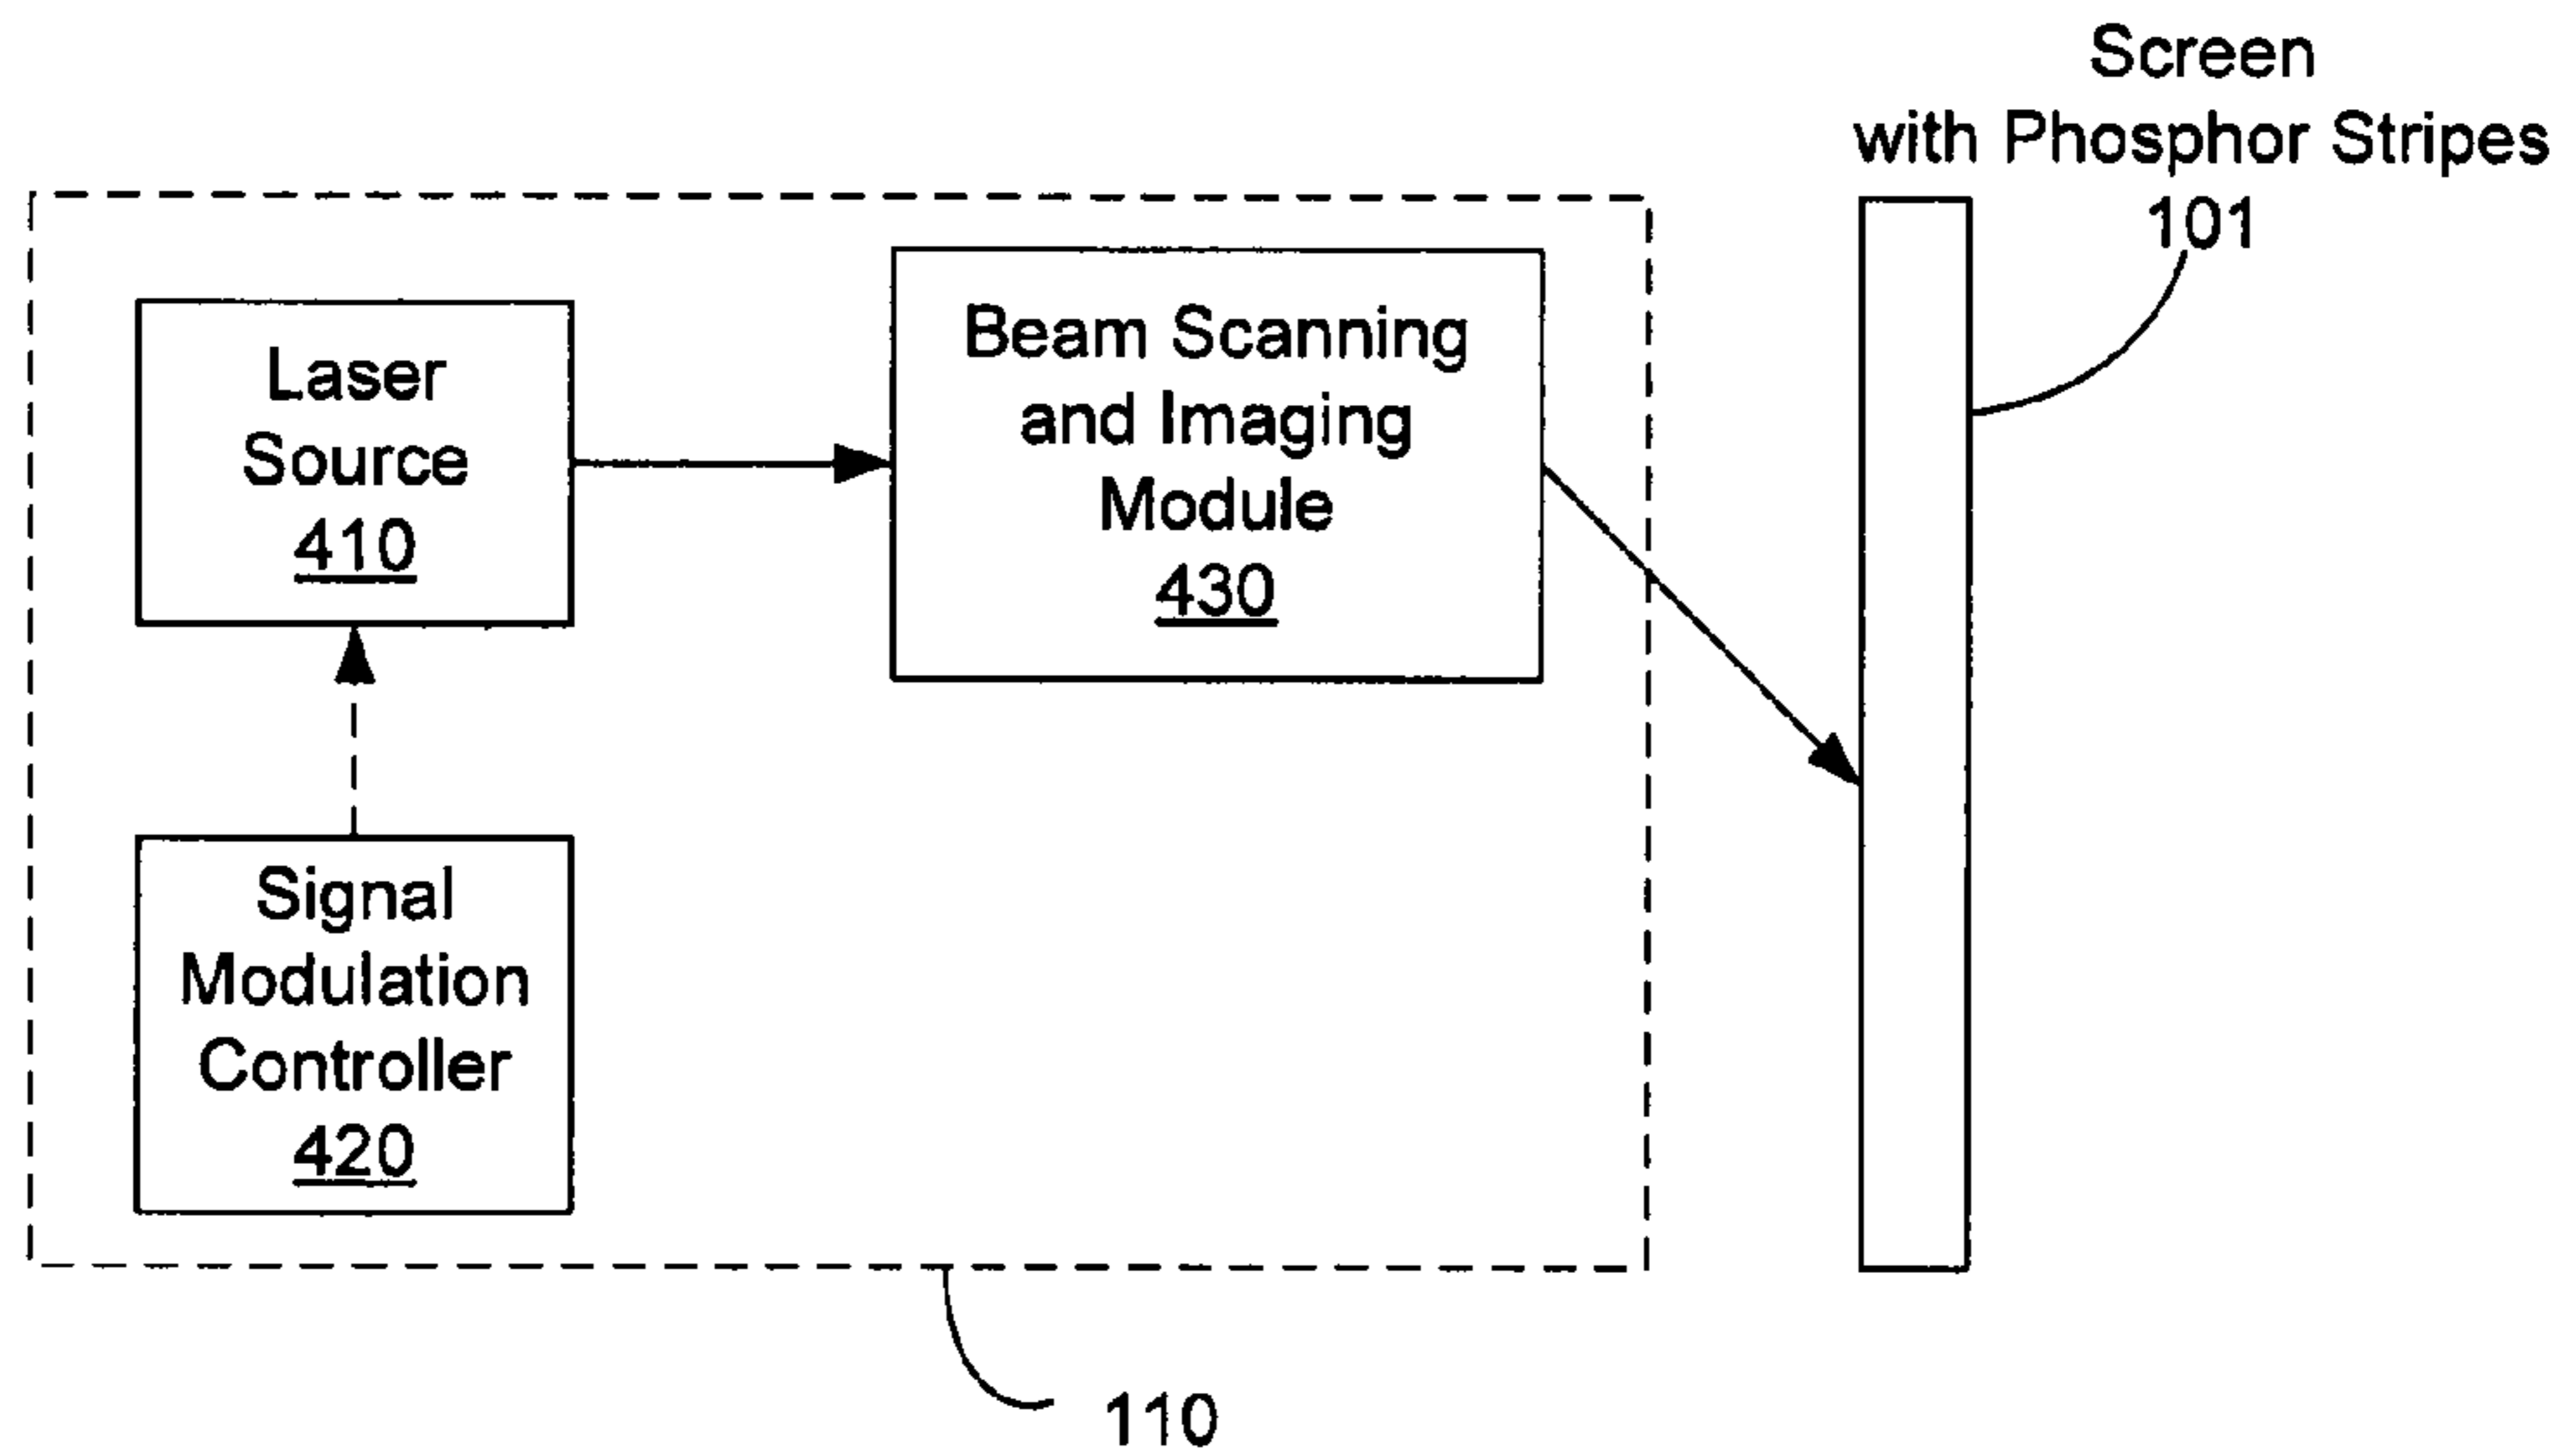 Screen
with Phosphor Stripes
101
Laser
Source
410
Beam Scanning
and Imaging
Module
430
Signal
Modulation
Controller
420
110